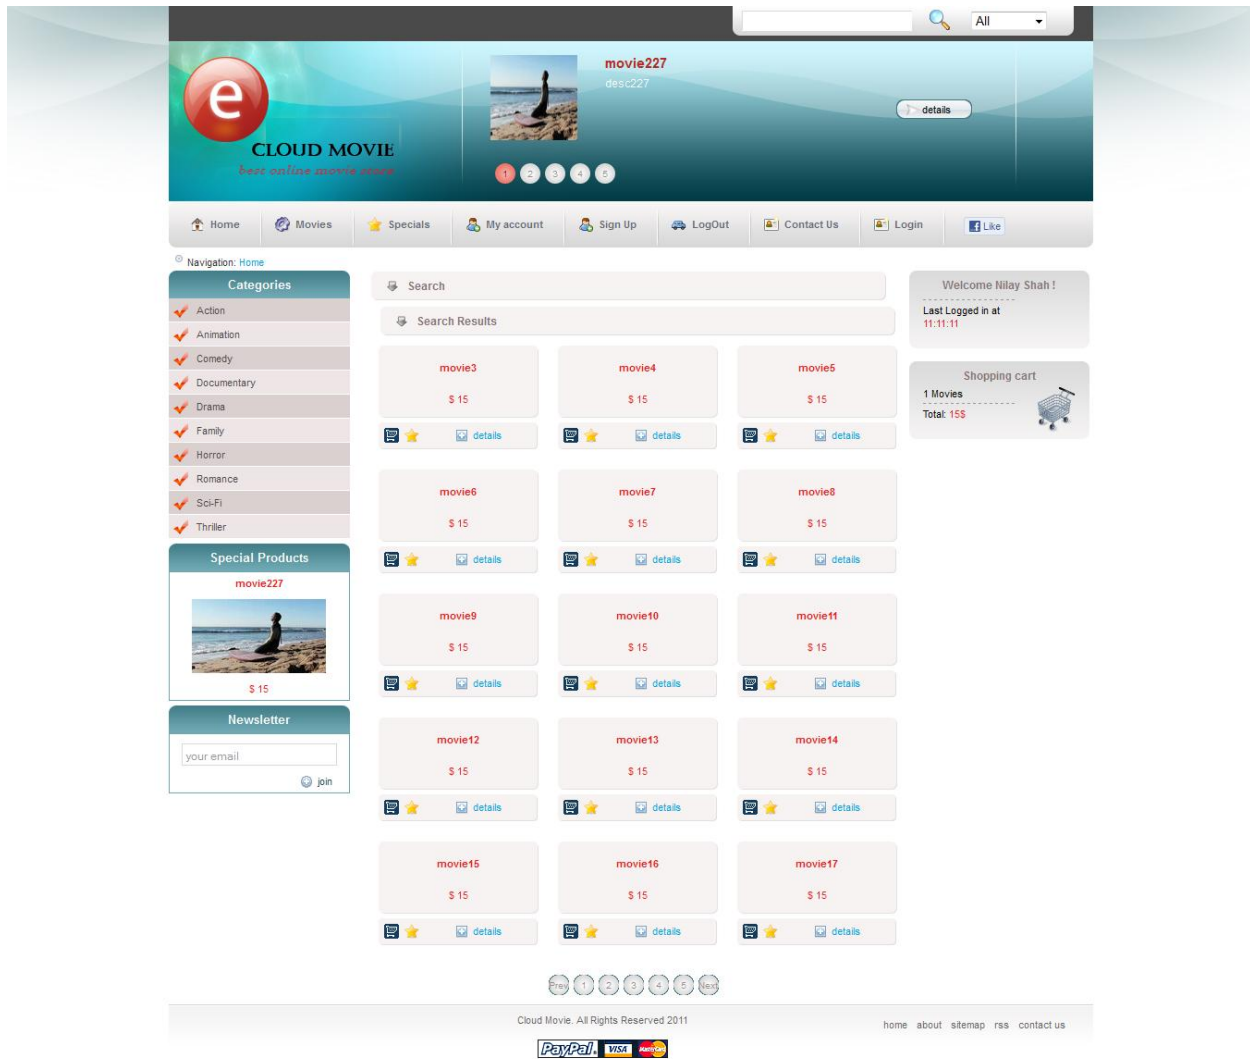 All
movie227
desc227
details
e
CLOUD MOVIE
best online movie store
1 2 3 4 5
Home Movies Specials My account Sign Up LogOut Contact Us Login Like
Navigation: Home
Categories
Action
Animation
Comedy
Documentary
Drama
Family
Horror
Romance
Sci-Fi
Thriller
Special Products
movie227
$ 15
Newsletter
your email
join
Search
Search Results
movie3 movie4 movie5
$ 15 $ 15 $ 15
details details details
movie6 movie7 movie8
$ 15 $ 15 $ 15
details details details
movie9 movie10 movie11
$ 15 $ 15 $ 15
details details details
movie12 movie13 movie14
$ 15 $ 15 $ 15
details details details
movie15 movie16 movie17
$ 15 $ 15 $ 15
details details details
Prev 1 2 3 4 5 Next
Welcome Nilay Shah !
Last Logged in at
11:11:11
Shopping cart
1 Movies
Total: 15$
Cloud Movie. All Rights Reserved 2011
home about sitemap rss contact us
PayPal. VISA MasterCard